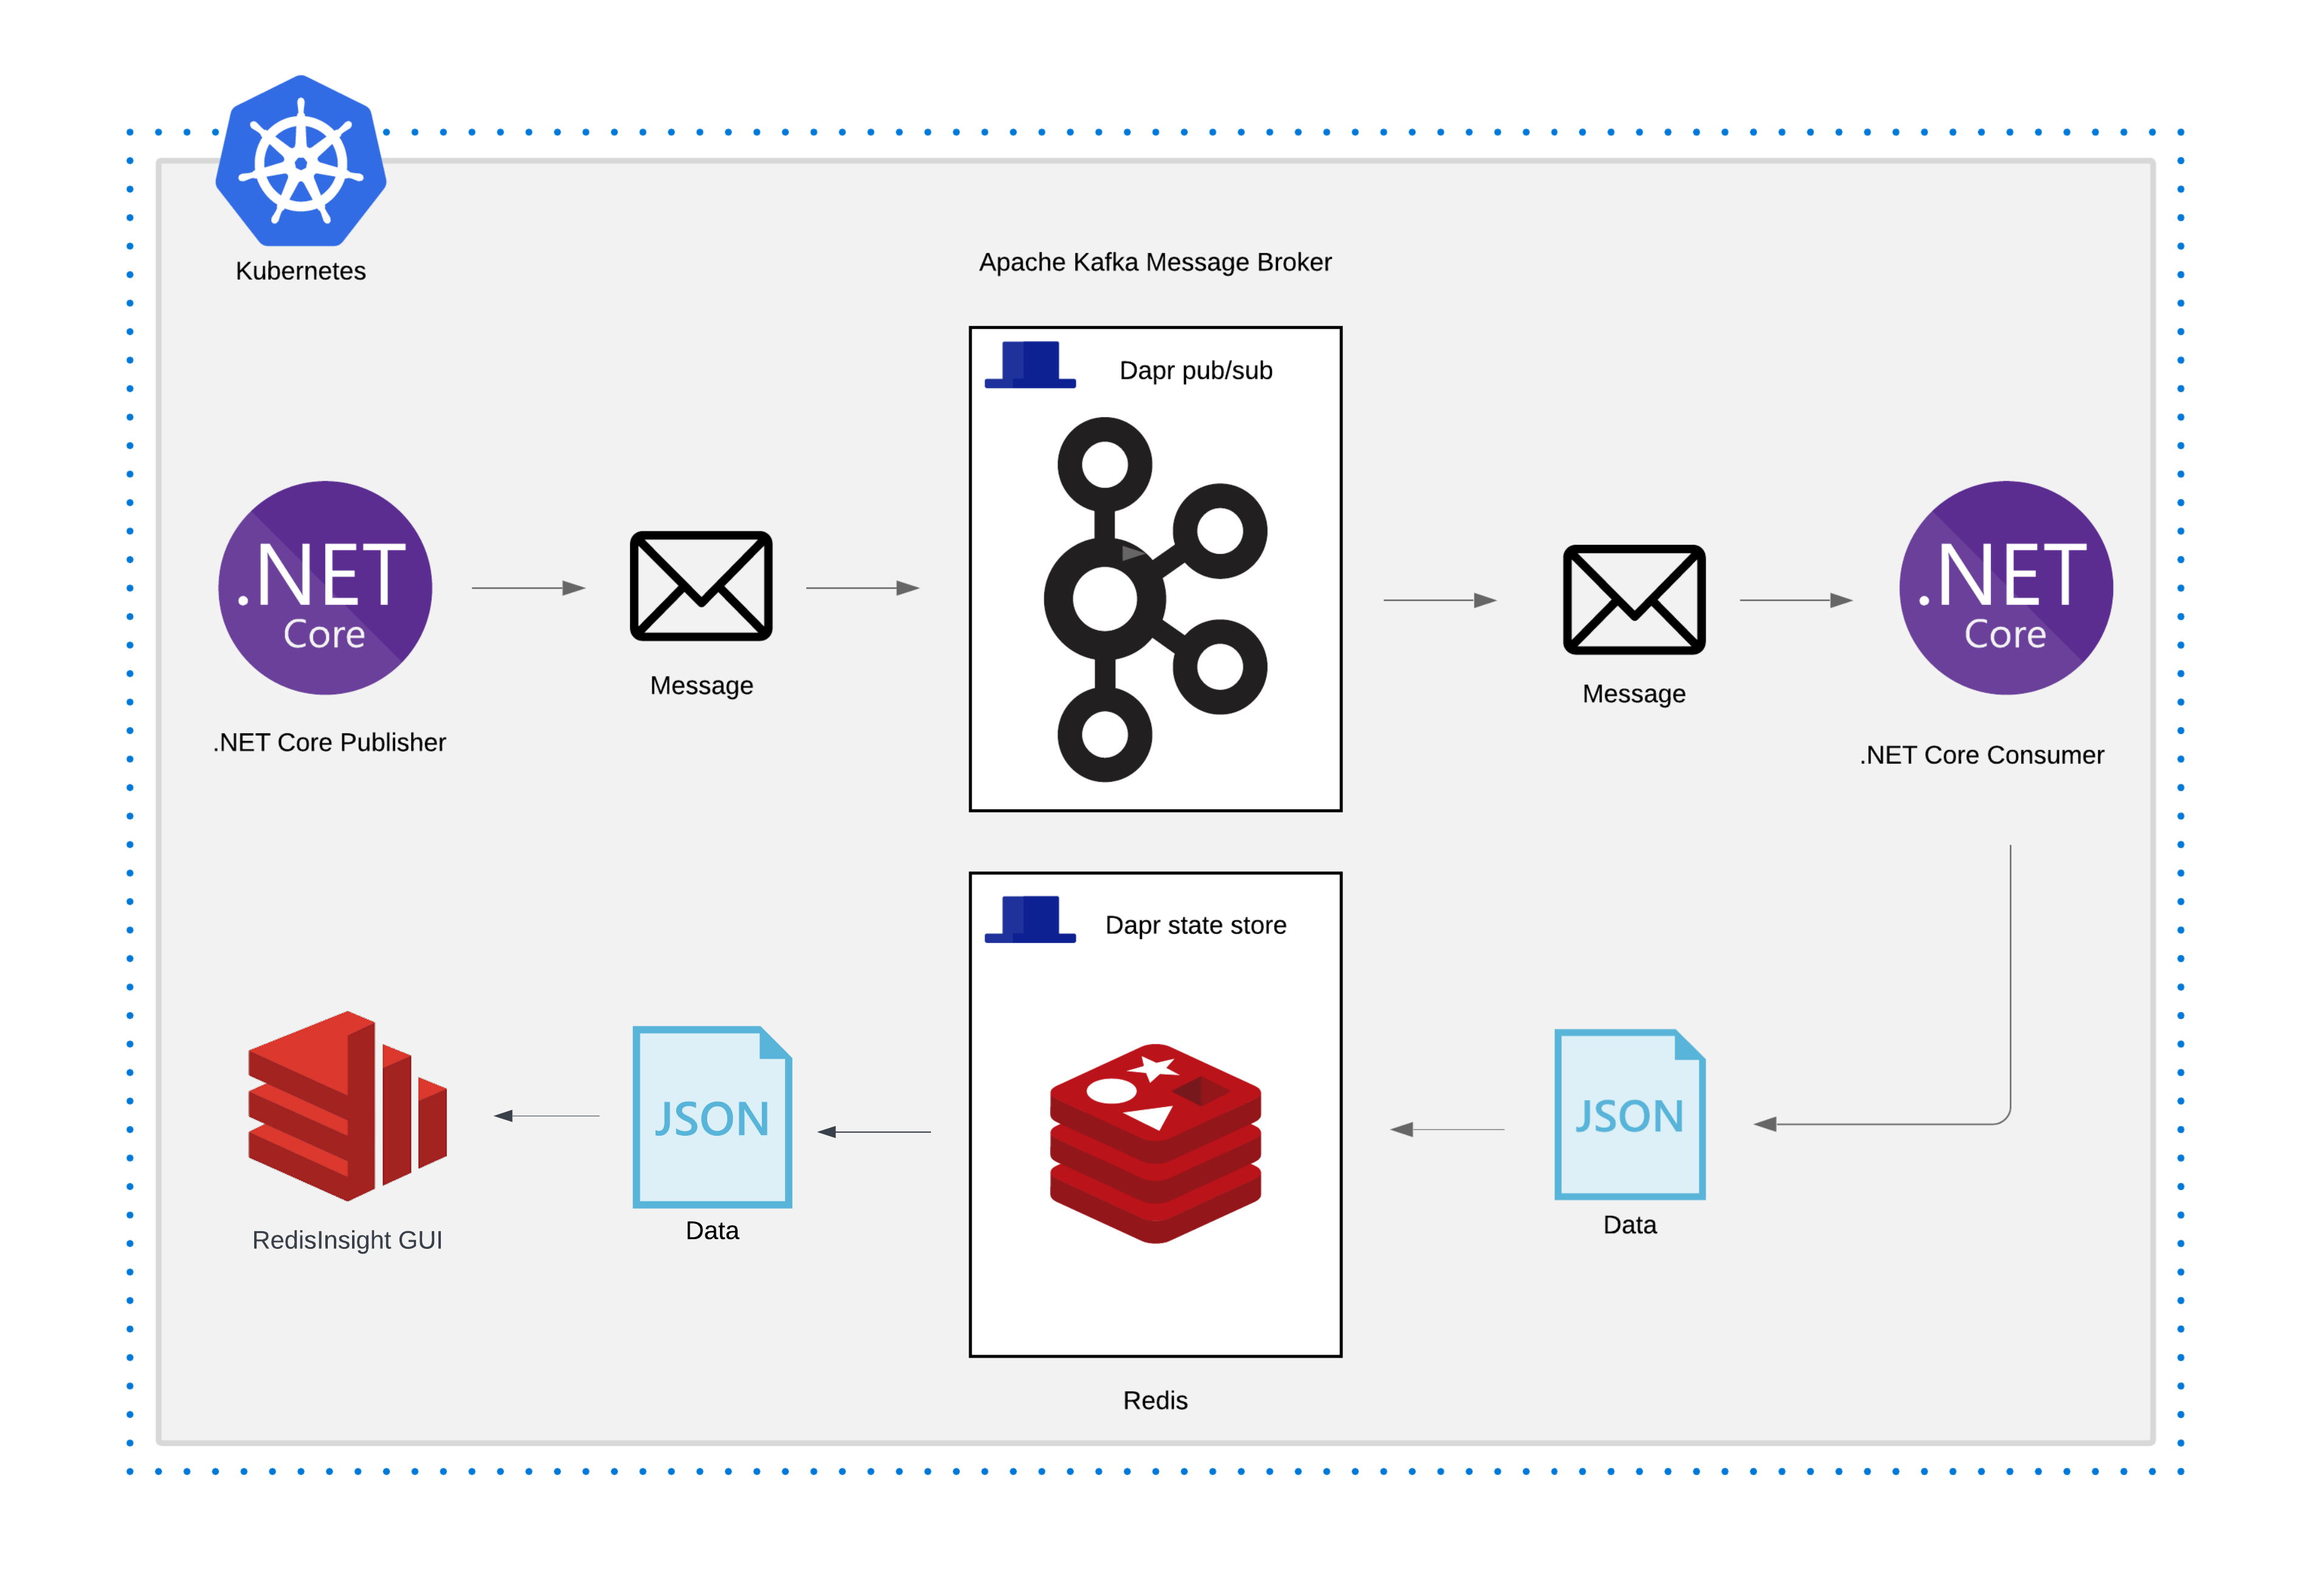 Kubernetes
Apache Kafka Message Broker
Dapr pub/sub
.NET
Core
Message
Message
.NET
Core
.NET Core Publisher
.NET Core Consumer
Dapr state store
JSON
JSON
RedisInsight GUI
Data
Data
Redis